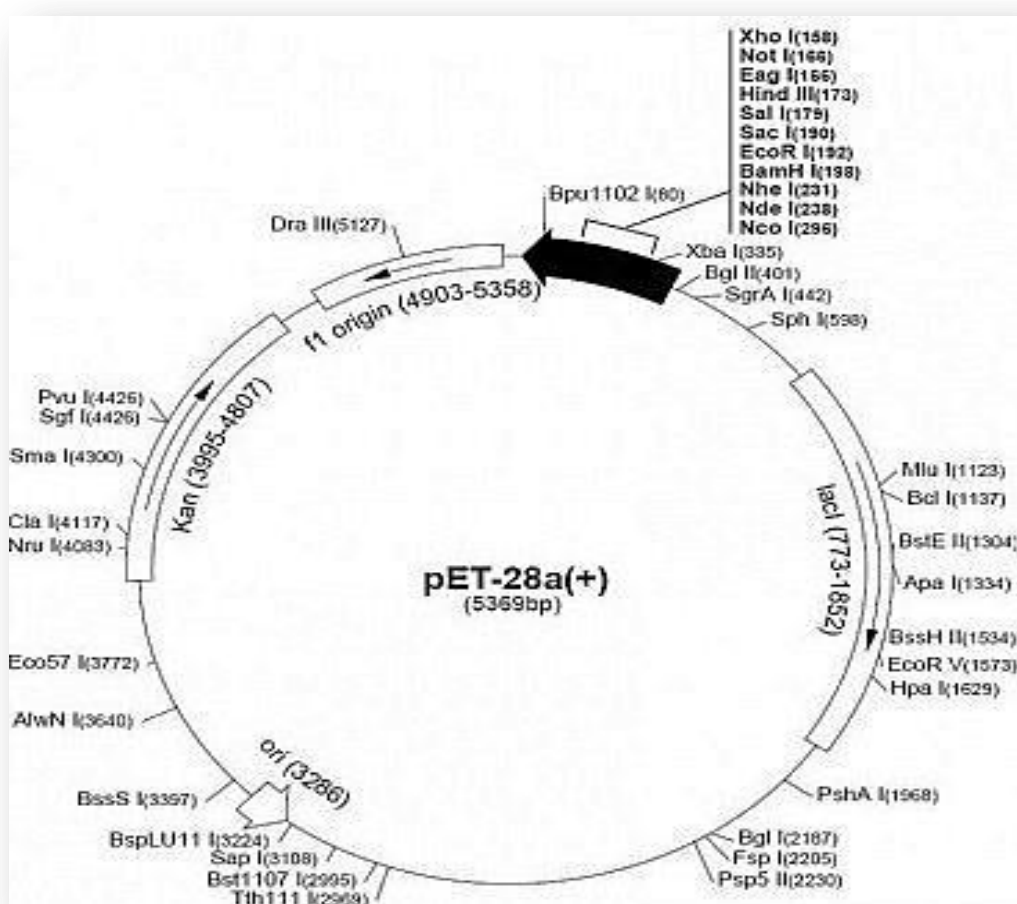 Xho I(158)
Not I(166)
Eag I(166)
Hind III(173)
Sal I(179)
Sac I(190)
EcoR I(192)
BamH I(198)
Nhe I(231)
Nde I(238)
Nco I(296)
Bpu1102 I(80)
Dra III(5127)
Xba I(335)
Bgl II(401)
SgrA I(442)
Sph I(598)
f1 origin (4903-5358)
Pvu I(4426)
Sgf I(4426)
Sma I(4300)
Kan (3995-4807)
Cla I(4117)
Nru I(4083)
lacI (773-1852)
Mlu I(1123)
Bcl I(1137)
BstE II(1304)
Apa I(1334)
BssH II(1534)
EcoR V(1573)
Hpa I(1629)
pET-28a(+)
(5369bp)
Eco57 I(3772)
AlwN I(3640)
ori (3286)
BssS I(3397)
PshA I(1968)
BspLU11 I(3224)
Sap I(3108)
Bst1107 I(2995)
Tth111 I(2969)
Bgl I(2187)
Fsp I(2205)
Psp5 II(2230)